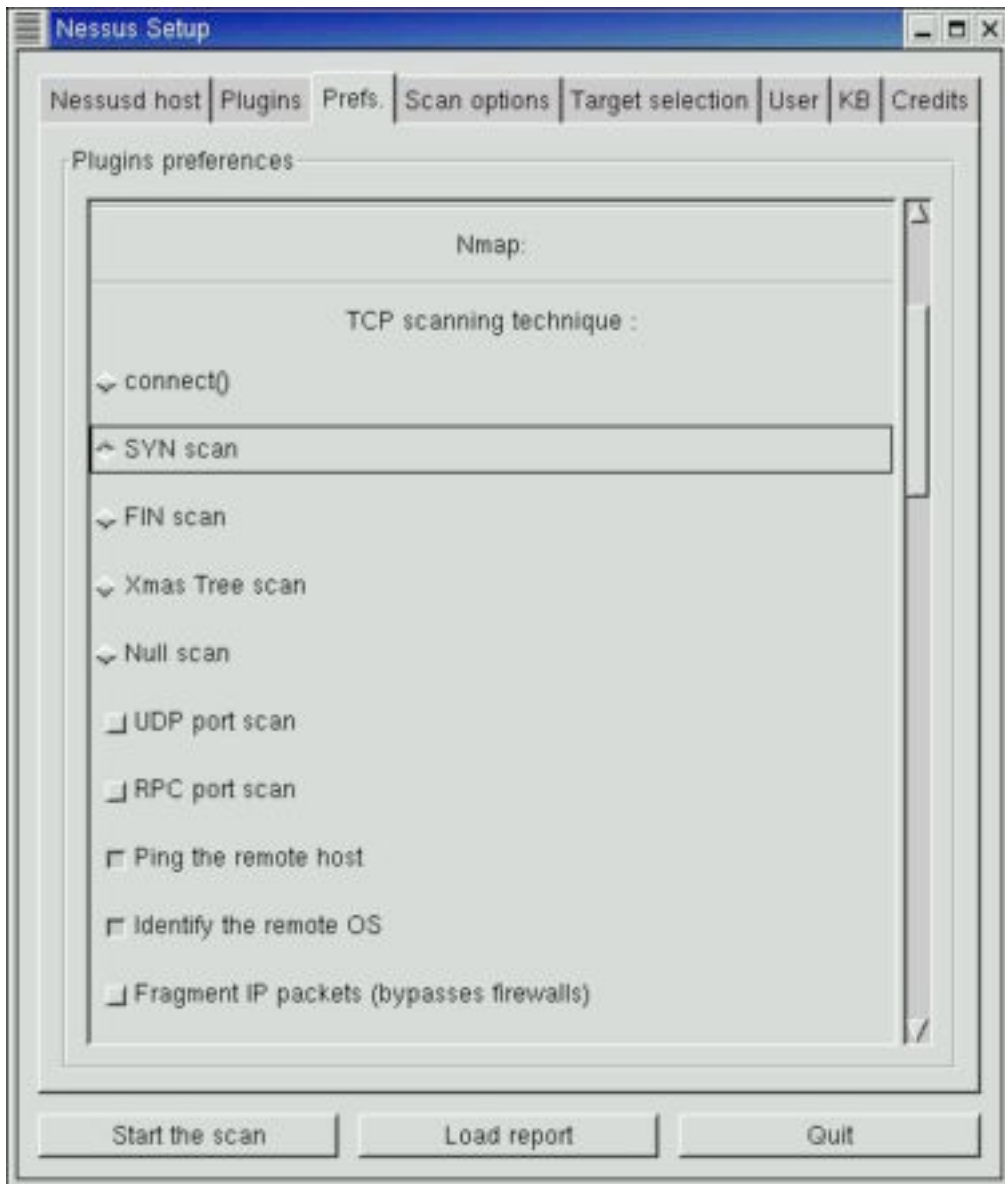 Nessus Setup
Nessusd host Plugins Prefs. Scan options Target selection User KB Credits
Plugins preferences
Nmap:
TCP scanning technique :
connect()
SYN scan
FIN scan
Xmas Tree scan
Null scan
UDP port scan
RPC port scan
Ping the remote host
Identify the remote OS
Fragment IP packets (bypasses firewalls)
Start the scan Load report Quit